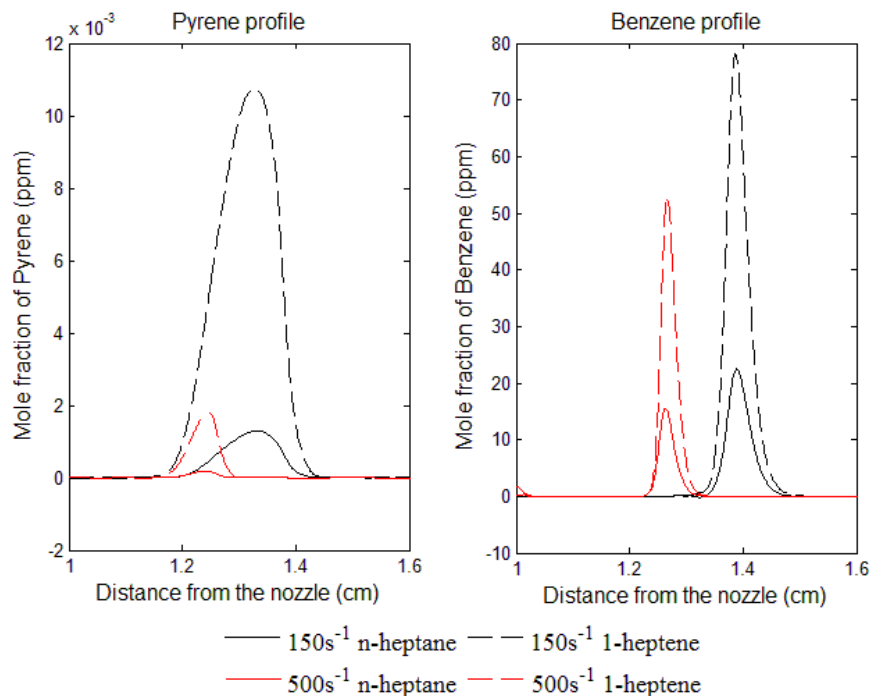 Pyrene profile
× 10⁻³
12
10
8
6
4
2
0
-2
Mole fraction of Pyrene (ppm)
1
1.2
1.4
1.6
Distance from the nozzle (cm)
Benzene profile
80
70
60
50
40
30
20
10
0
-10
Mole fraction of Benzene (ppm)
1
1.2
1.4
1.6
Distance from the nozzle (cm)
150s⁻¹ n-heptane
150s⁻¹ 1-heptene
500s⁻¹ n-heptane
500s⁻¹ 1-heptene